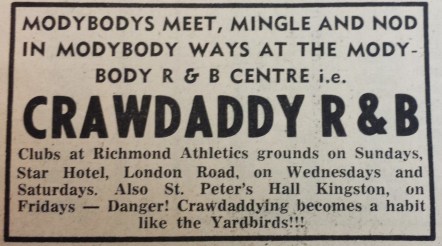 MODYBODYS MEET, MINGLE AND NOD
IN MODYBODY WAYS AT THE MODY-
BODY R & B CENTRE i.e.
CRAWDADDY R & B
Clubs at Richmond Athletics grounds on Sundays,
Star Hotel, London Road, on Wednesdays and
Saturdays. Also St. Peter's Hall Kingston, on
Fridays — Danger! Crawdaddying becomes a habit
like the Yardbirds!!!